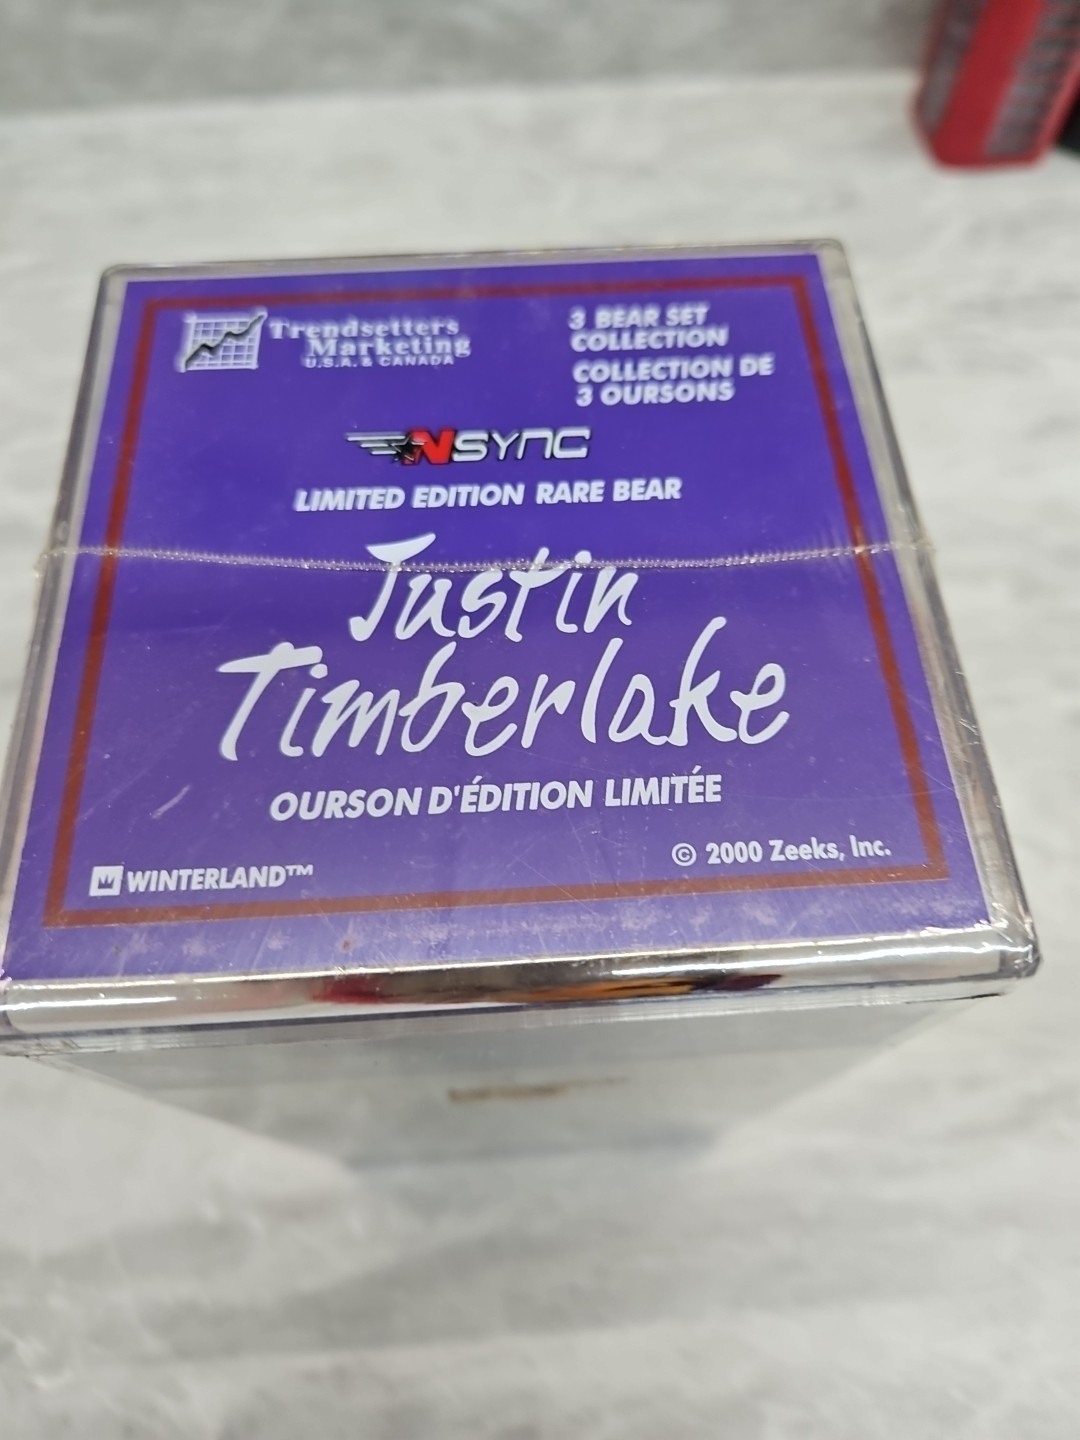 Trendsetters
Marketing
U.S.A. & CANADA
3 BEAR SET
COLLECTION
COLLECTION DE
3 OURSONS
NSYNC
LIMITED EDITION RARE BEAR
Justin
Timberlake
OURSON D'ÉDITION LIMITÉE
WINTERLAND™
© 2000 Zeeks, Inc.